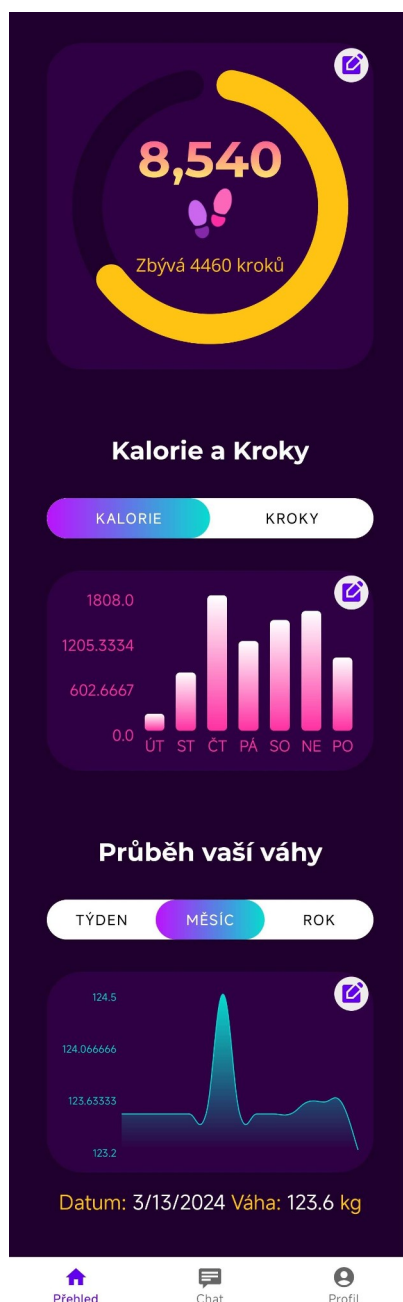 8,540
Zbývá 4460 kroků
Kalorie a Kroky
KALORIE KROKY
1808.0
1205.3334
602.6667
0.0
ÚT ST ČT PÁ SO NE PO
Průběh vaší váhy
TÝDEN MĚSÍC ROK
124.5
124.066666
123.63333
123.2
Datum: 3/13/2024 Váha: 123.6 kg
Přehled Chat Profil